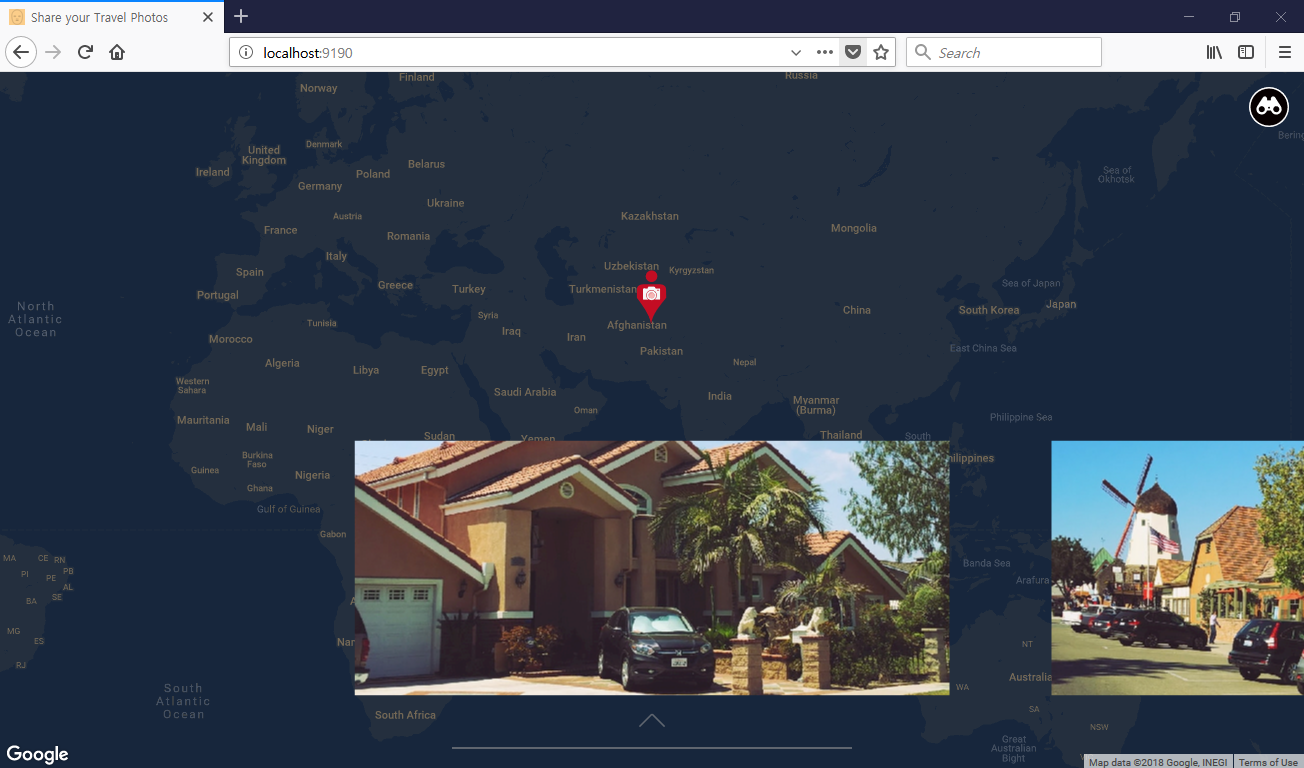 Share your Travel Photos
localhost:9190
Search
Finland
Russia
Norway
Denmark
United
Kingdom
Ireland
Belarus
Poland
Germany
Ukraine
Austria
France
Romania
Kazakhstan
Mongolia
Sea of
Okhotsk
Italy
Spain
Uzbekistan
Kyrgyzstan
Portugal
Greece
Turkey
Turkmenistan
Sea of Japan
Japan
North
Atlantic
Ocean
Tunisia
Syria
Iraq
Iran
Afghanistan
China
South Korea
Morocco
Pakistan
East China Sea
Algeria
Libya
Egypt
Nepal
Western
Sahara
Saudi Arabia
India
Oman
Myanmar
(Burma)
Mauritania
Mali
Niger
Sudan
Yemen
Thailand
South
Philippine Sea
Burkina
Faso
Guinea
Nigeria
Ghana
hilippines
Gulf of Guinea
Gabon
MA
CE
RN
PB
PI
PE
AL
BA
SE
MG
ES
RJ
Banda Sea
Arafura
Nar
NT
Australia
WA
SA
NSW
South
Atlantic
Ocean
South Africa
Great
Australian
Bight
Google
Map data ©2018 Google, INEGI
Terms of Use